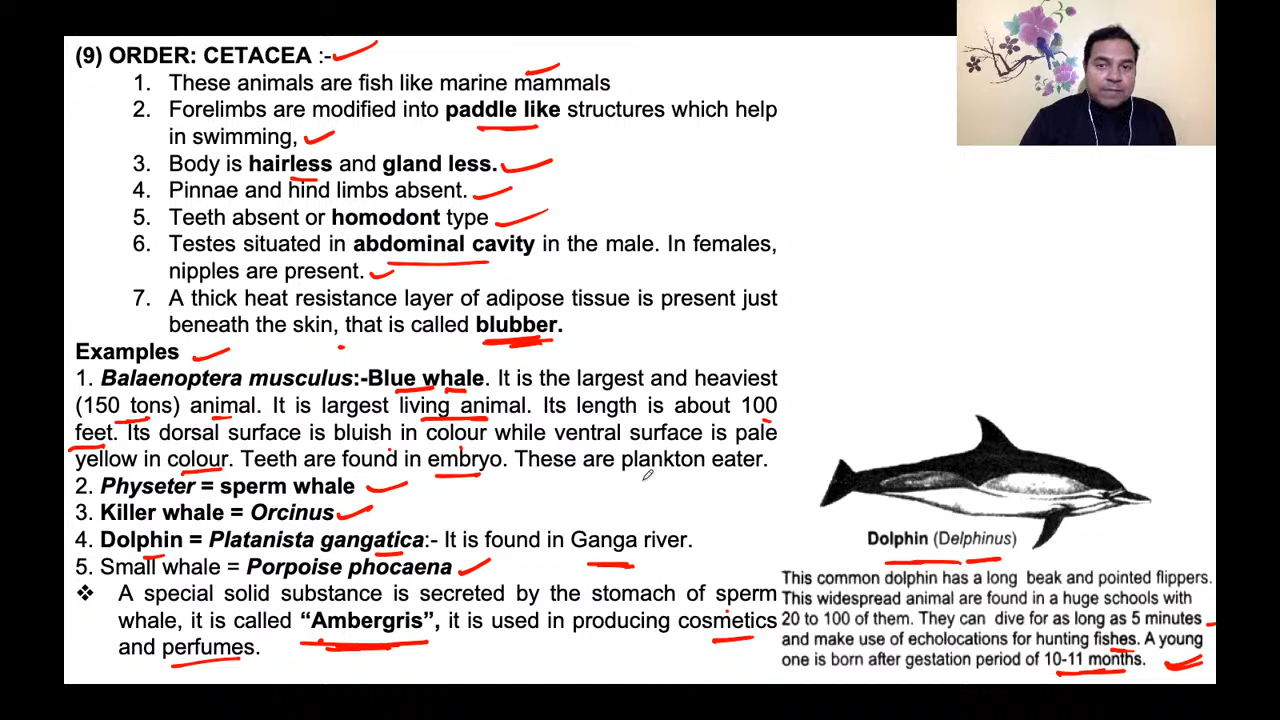 (9) ORDER: CETACEA :-
1. These animals are fish like marine mammals
2. Forelimbs are modified into paddle like structures which help
in swimming,
3. Body is hairless and gland less.
4. Pinnae and hind limbs absent.
5. Teeth absent or homodont type
6. Testes situated in abdominal cavity in the male. In females,
nipples are present.
7. A thick heat resistance layer of adipose tissue is present just
beneath the skin, that is called blubber.
Examples
1. Balaenoptera musculus:-Blue whale. It is the largest and heaviest
(150 tons) animal. It is largest living animal. Its length is about 100
feet. Its dorsal surface is bluish in colour while ventral surface is pale
yellow in colour. Teeth are found in embryo. These are plankton eater.
2. Physeter = sperm whale
3. Killer whale = Orcinus
4. Dolphin = Platanista gangatica:- It is found in Ganga river.
5. Small whale = Porpoise phocaena
❖ A special solid substance is secreted by the stomach of sperm
whale, it is called “Ambergris”, it is used in producing cosmetics
and perfumes.
Dolphin (Delphinus)
This common dolphin has a long beak and pointed flippers.
This widespread animal are found in a huge schools with
20 to 100 of them. They can dive for as long as 5 minutes
and make use of echolocations for hunting fishes. A young
one is born after gestation period of 10-11 months.